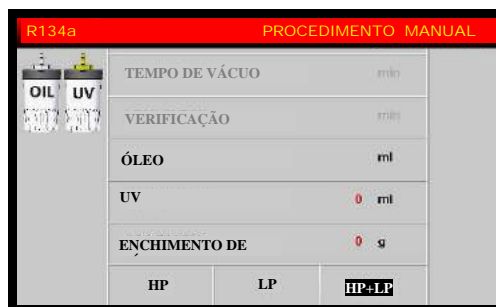 R134a PROCEDIMENTO MANUAL
OIL UV
TEMPO DE VÁCUO min
VERIFICAÇÃO min
ÓLEO ml
UV 0 ml
ENCHIMENTO DE 0 g
HP LP HP+LP